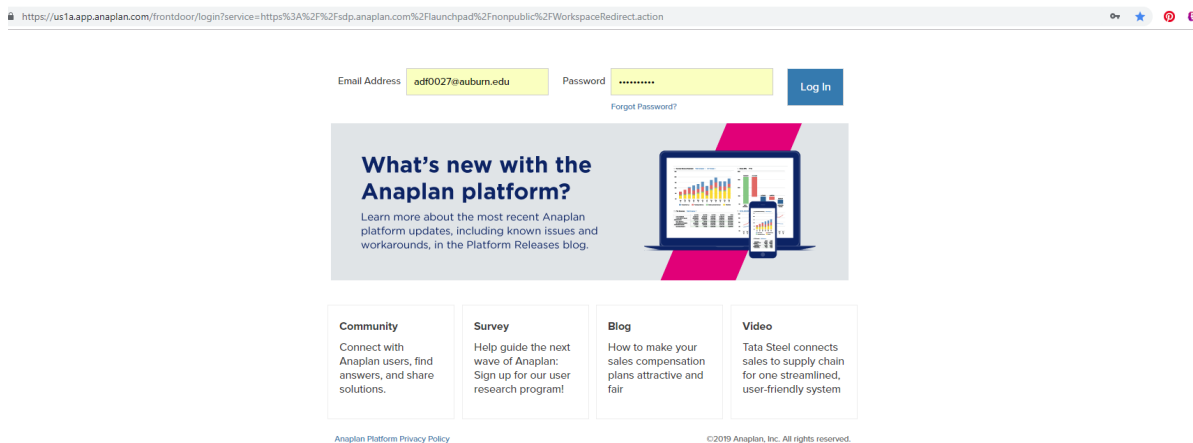 https://us1a.app.anaplan.com/frontdoor/login?service=https%3A%2F%2Fsdp.anaplan.com%2Flaunchpad%2Fnonpublic%2FWorkspaceRedirect.action
Email Address adf0027@auburn.edu Password •••••••••• Log In
Forgot Password?
What's new with the
Anaplan platform?
Learn more about the most recent Anaplan
platform updates, including known issues and
workarounds, in the Platform Releases blog.
Community
Connect with
Anaplan users, find
answers, and share
solutions.
Survey
Help guide the next
wave of Anaplan:
Sign up for our user
research program!
Blog
How to make your
sales compensation
plans attractive and
fair
Video
Tata Steel connects
sales to supply chain
for one streamlined,
user-friendly system
Anaplan Platform Privacy Policy
©2019 Anaplan, Inc. All rights reserved.